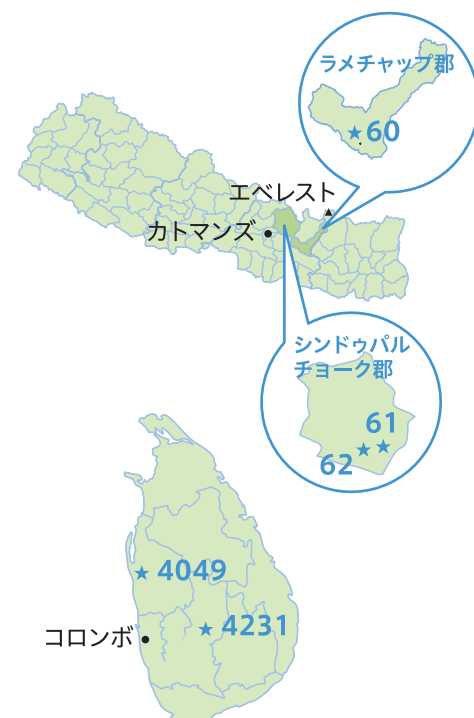 ラメチャップ郡
60
エベレスト
カトマンズ
シンドゥパル
チョーク郡
61
62
4049
4231
コロンボ